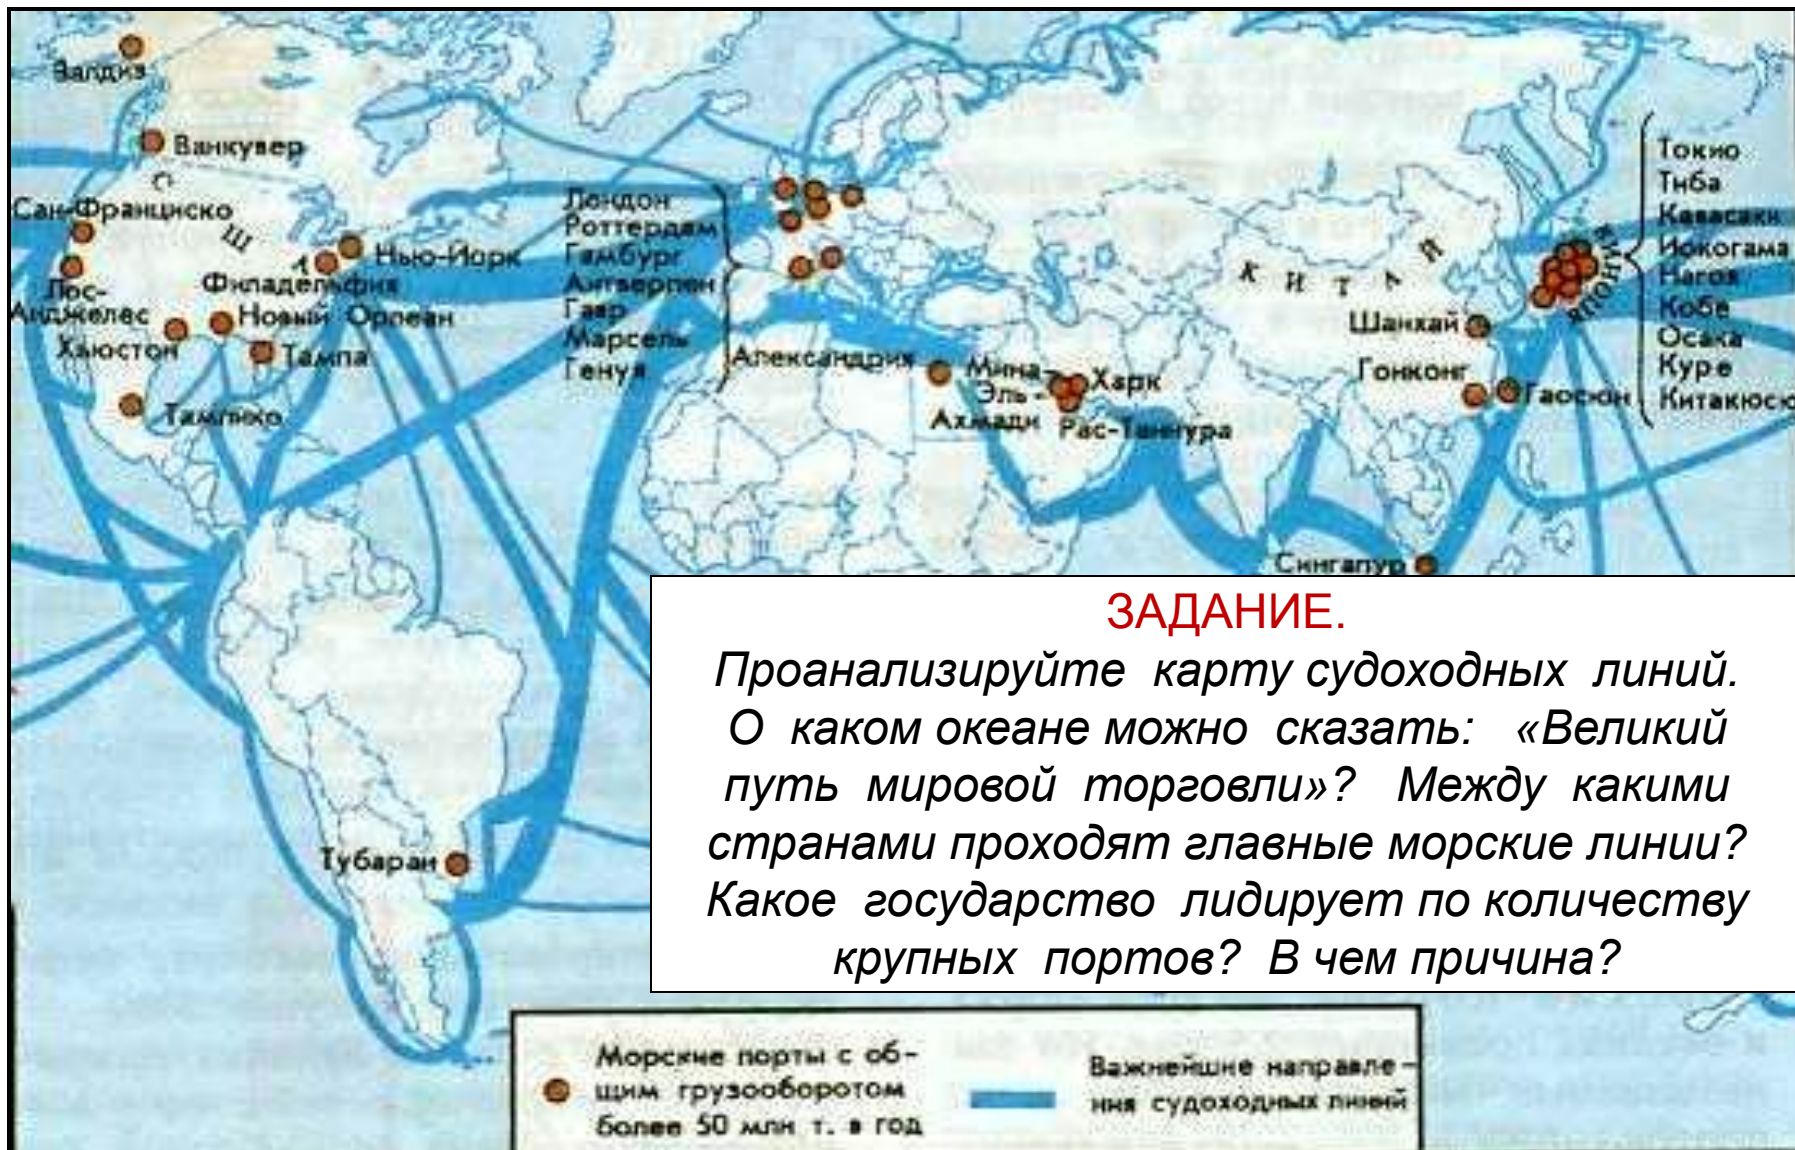 Валдиз
Ванкувер
США
Сан-Франциско
Лос-
Анджелес
Хьюстон
Тампико
Нью-Йорк
Филадельфия
Новый Орлеан
Тампа
Лондон
Роттердам
Гамбург
Антверпен
Гавр
Марсель
Генуя
Александрия
Мина-
Эль-
Ахмади
Харк
Рас-Таннура
КИТАЙ
Шанхай
Гонконг
Гаосюн
Сингапур
ЯПОНИЯ
Токио
Тиба
Кавасаки
Иокогама
Нагоя
Кобе
Осака
Куре
Китакюсю
Тубаран
ЗАДАНИЕ.
Проанализируйте карту судоходных линий.
О каком океане можно сказать: «Великий
путь мировой торговли»? Между какими
странами проходят главные морские линии?
Какое государство лидирует по количеству
крупных портов? В чем причина?
Морские порты с об-
щим грузооборотом
более 50 млн т. в год
Важнейшие направле-
ния судоходных линий